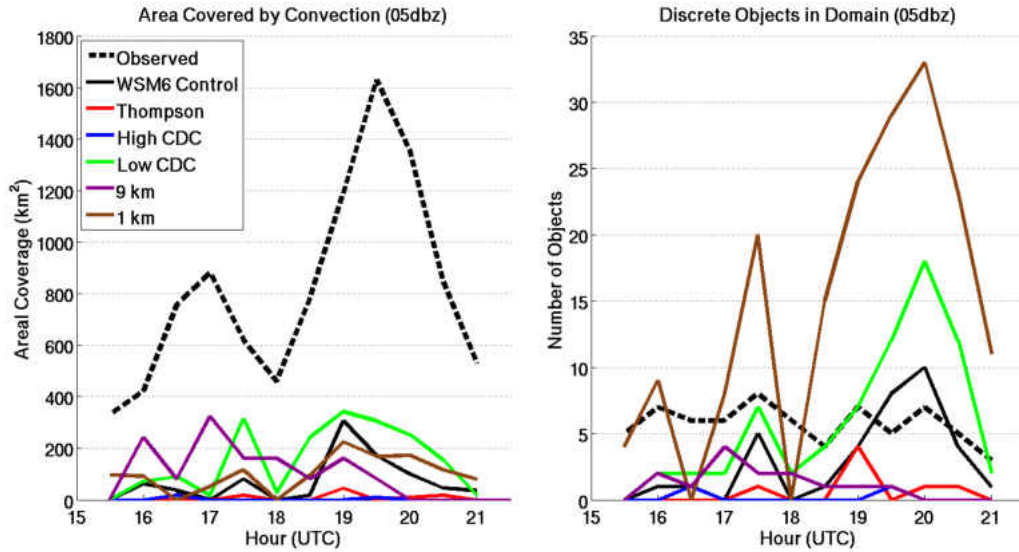 Area Covered by Convection (05dbz)
1800
1600
1400
1200
1000
800
600
400
200
0
Areal Coverage (km²)
Observed
WSM6 Control
Thompson
High CDC
Low CDC
9 km
1 km
15 16 17 18 19 20 21
Hour (UTC)
Discrete Objects in Domain (05dbz)
35
30
25
20
15
10
5
0
Number of Objects
15 16 17 18 19 20 21
Hour (UTC)